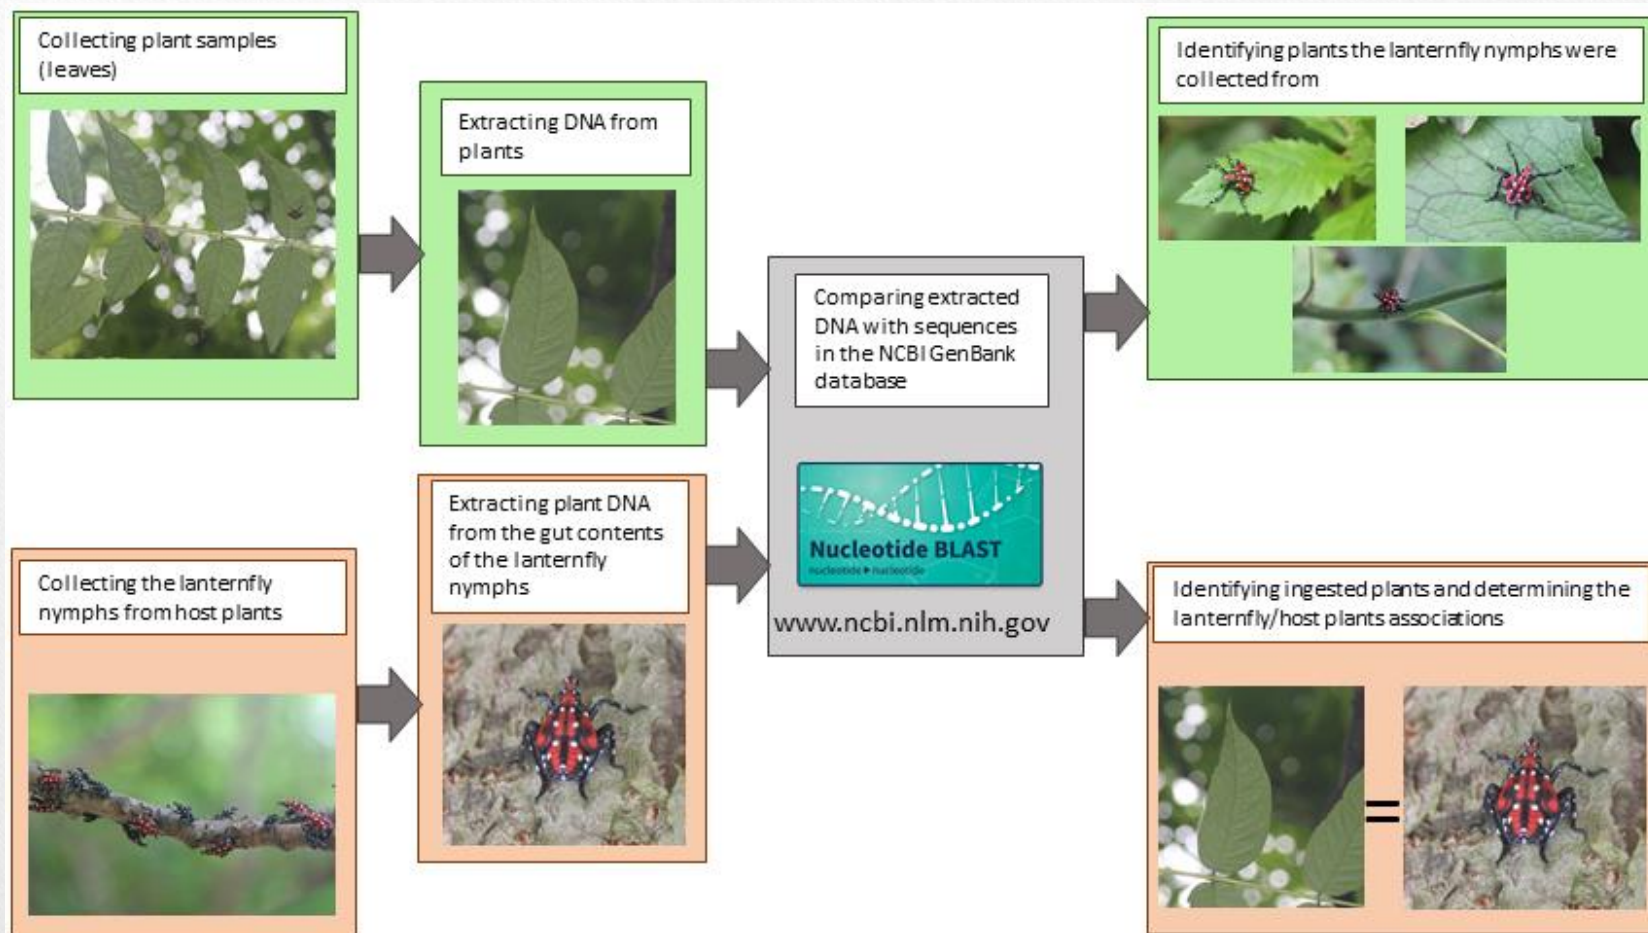 Collecting plant samples
(leaves)
Extracting DNA from
plants
Comparing extracted
DNA with sequences
in the NCBI GenBank
database
Nucleotide BLAST
nucleotide ▶ nucleotide
www.ncbi.nlm.nih.gov
Identifying plants the lanternfly nymphs were
collected from
Collecting the lanternfly
nymphs from host plants
Extracting plant DNA
from the gut contents
of the lanternfly
nymphs
Identifying ingested plants and determining the
lanternfly/host plants associations
=